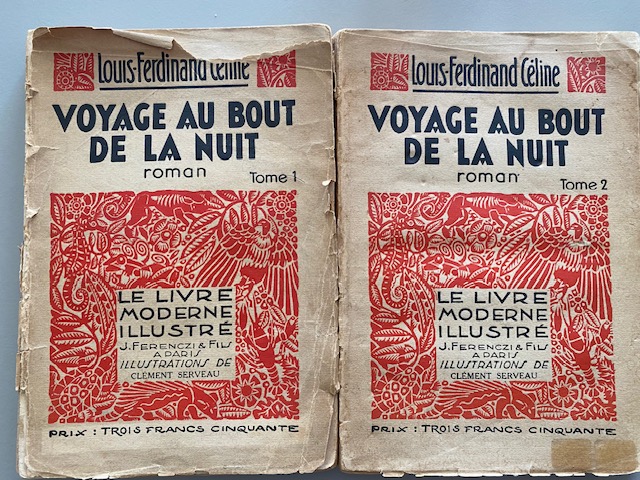 Louis-Ferdinand Céline
VOYAGE AU BOUT
DE LA NUIT
roman
Tome 1
LE LIVRE
MODERNE
ILLUSTRÉ
J. FERENCZI & FILS
A PARIS
ILLUSTRATIONS DE
CLÉMENT SERVEAU
PRIX : TROIS FRANCS CINQUANTE
Louis-Ferdinand Céline
VOYAGE AU BOUT
DE LA NUIT
roman
Tome 2
LE LIVRE
MODERNE
ILLUSTRÉ
J. FERENCZI & FILS
A PARIS
ILLUSTRATIONS DE
CLÉMENT SERVEAU
PRIX : TROIS FRANCS CINQUANTE